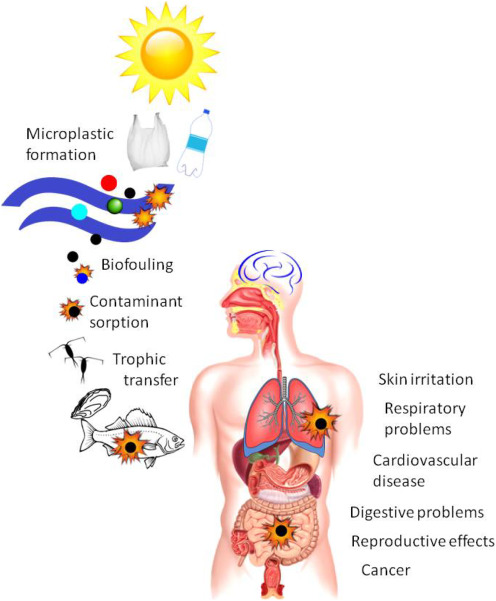 Microplastic
formation
Biofouling
Contaminant
sorption
Trophic
transfer
Skin irritation
Respiratory
problems
Cardiovascular
disease
Digestive problems
Reproductive effects
Cancer